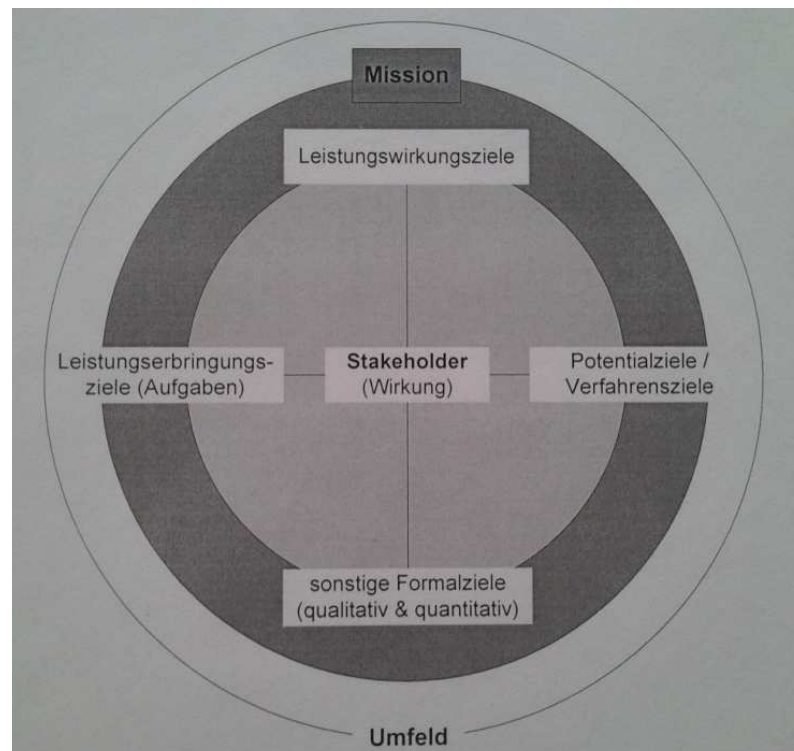 Mission
Leistungswirkungsziele
Leistungserbringungs-
ziele (Aufgaben)
Stakeholder
(Wirkung)
Potentialziele /
Verfahrensziele
sonstige Formalziele
(qualitativ & quantitativ)
Umfeld